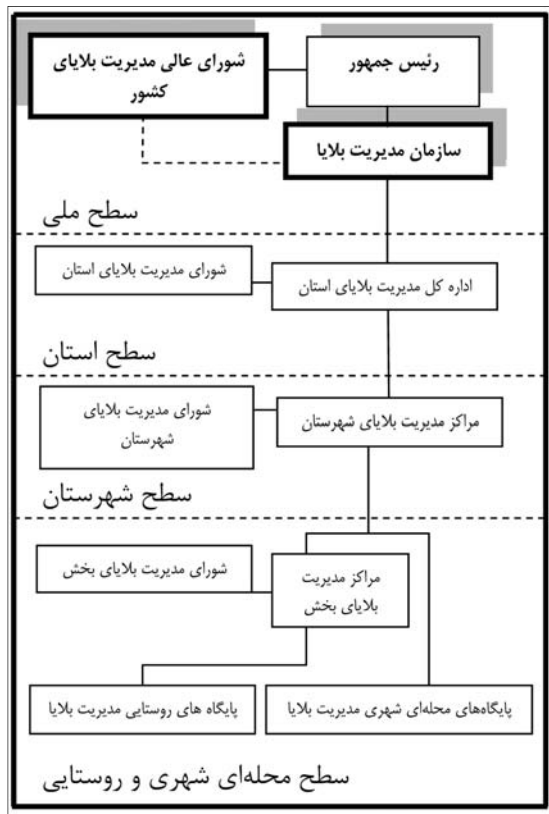 رئیس جمهور
شورای عالی مدیریت بلایای
کشور
سازمان مدیریت بلایا
سطح ملی
شورای مدیریت بلایای استان
اداره کل مدیریت بلایای استان
سطح استان
مراکز مدیریت بلایای شهرستان
شورای مدیریت بلایای
شهرستان
سطح شهرستان
شورای مدیریت بلایای بخش
مراکز مدیریت
بلایای بخش
پایگاه‌های محله‌ای شهری مدیریت بلایا
پایگاه های روستایی مدیریت بلایا
سطح محله‌ای شهری و روستایی